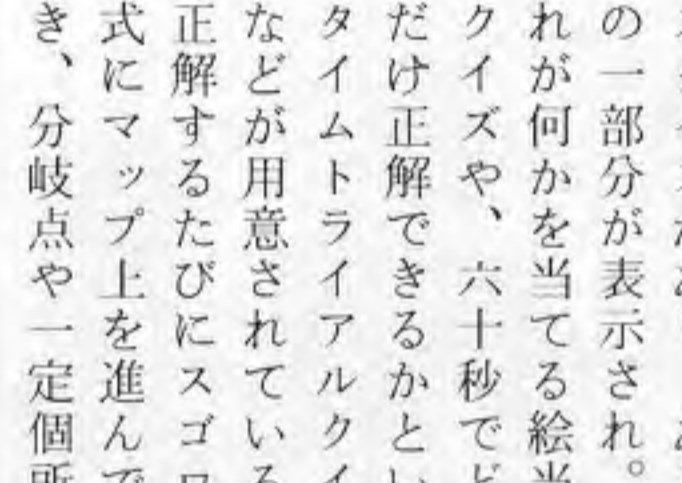 の一部分が表示され。
れが何かを当てる絵当
クイズや、六十秒でど
だけ正解できるかとい
タイムトライアルクイ
などが用意されている
正解するたびにスゴロ
式にマップ上を進んで
き、分岐点や一定個所